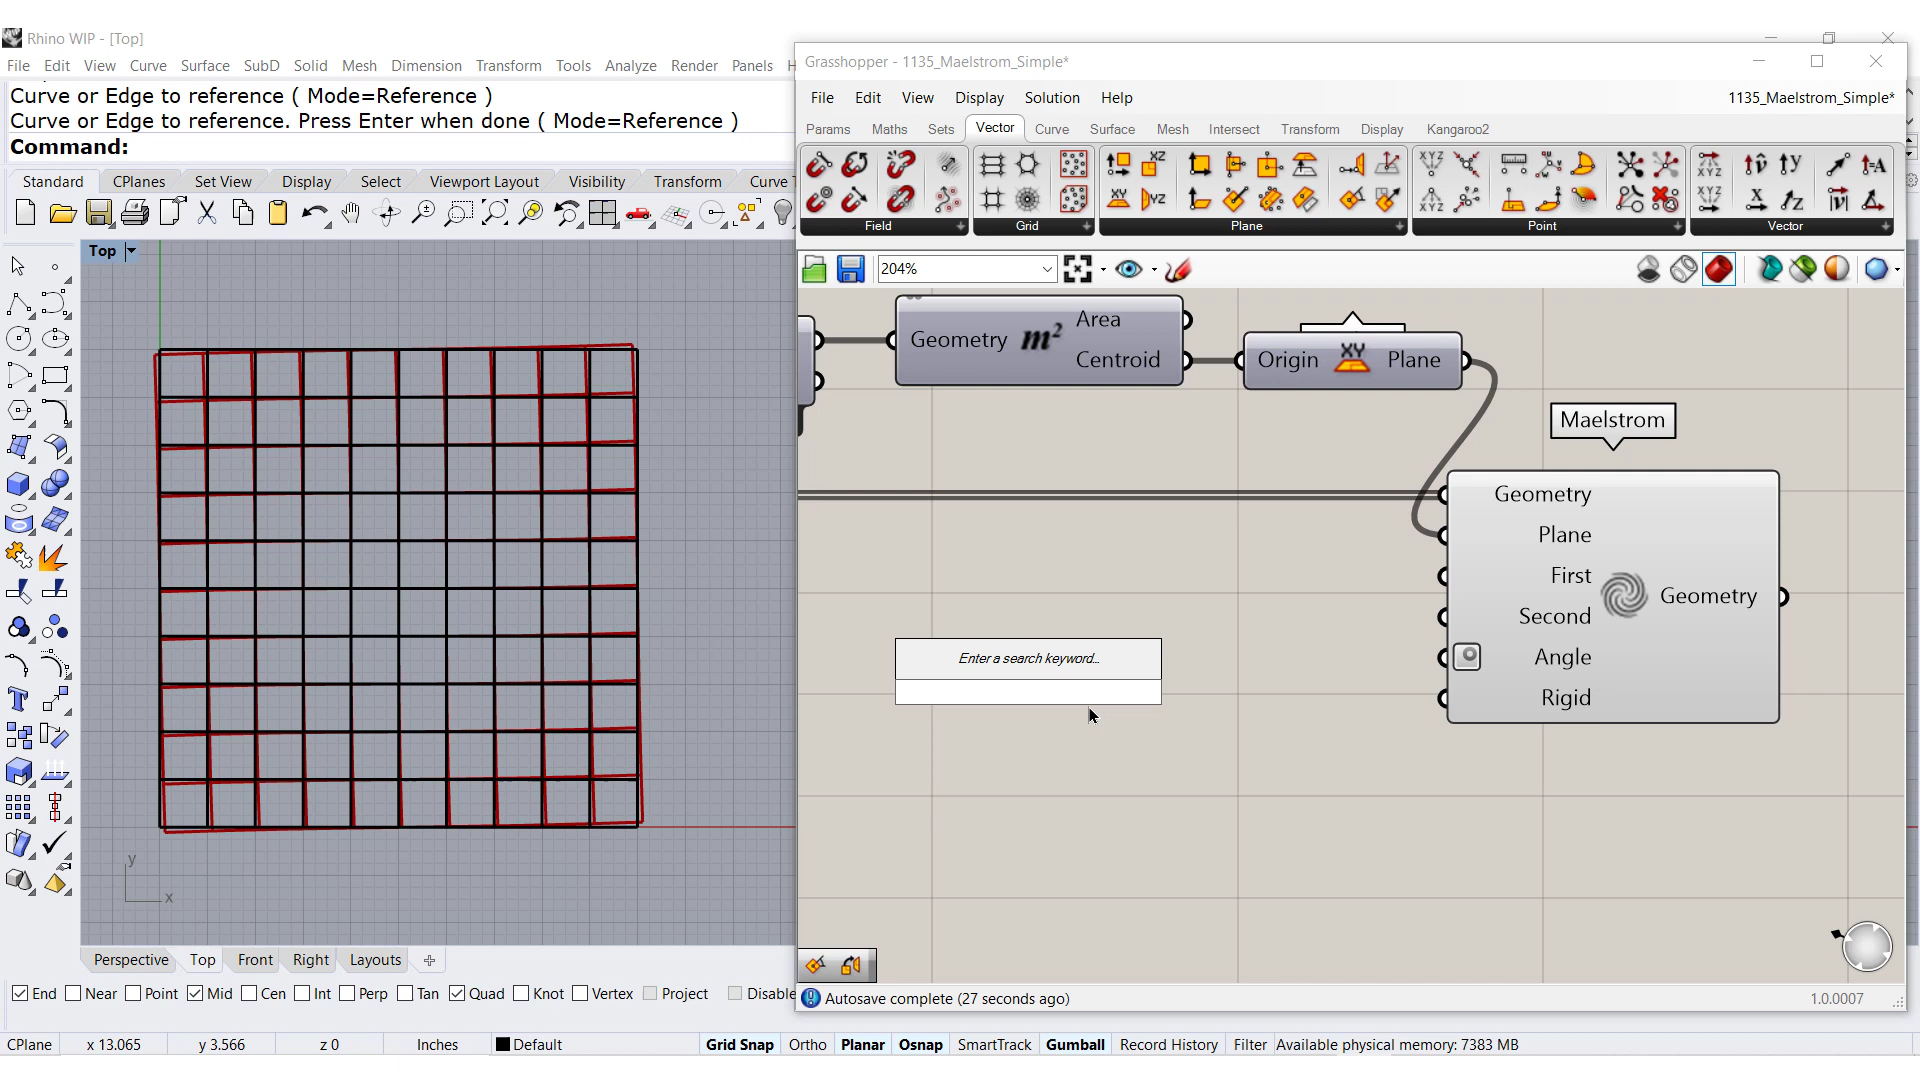 Rhino WIP - [Top]
File Edit View Curve Surface SubD Solid Mesh Dimension Transform Tools Analyze Render Panels
Curve or Edge to reference ( Mode=Reference )
Curve or Edge to reference. Press Enter when done ( Mode=Reference )
Command:
Standard CPlanes Set View Display Select Viewport Layout Visibility Transform Curve
Top
y
x
Perspective Top Front Right Layouts
End Near Point Mid Cen Int Perp Tan Quad Knot Vertex Project Disable
CPlane x 13.065 y 3.566 z 0 Inches Default Grid Snap Ortho Planar Osnap SmartTrack Gumball Record History Filter Available physical memory: 7383 MB
Grasshopper - 1135_Maelstrom_Simple*
File Edit View Display Solution Help 1135_Maelstrom_Simple*
Params Maths Sets Vector Curve Surface Mesh Intersect Transform Display Kangaroo2
Field Grid Plane Point Vector
204%
Geometry m² Area
Centroid
Origin XY Plane
Maelstrom
Geometry
Plane
First
Second
Angle
Rigid
Geometry
Enter a search keyword...
Autosave complete (27 seconds ago) 1.0.0007